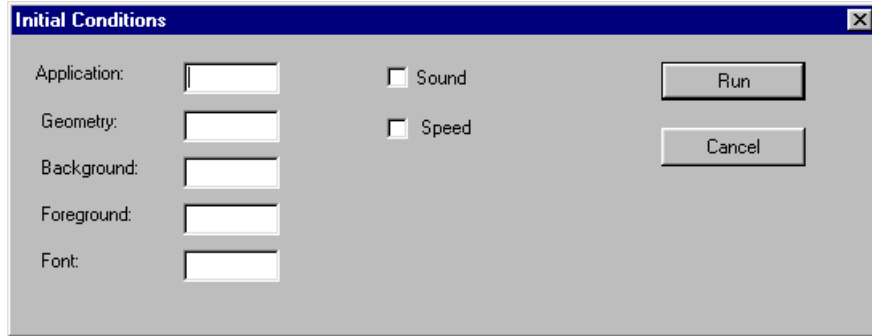 Initial Conditions
Application:
Sound
Run
Geometry:
Speed
Cancel
Background:
Foreground:
Font: